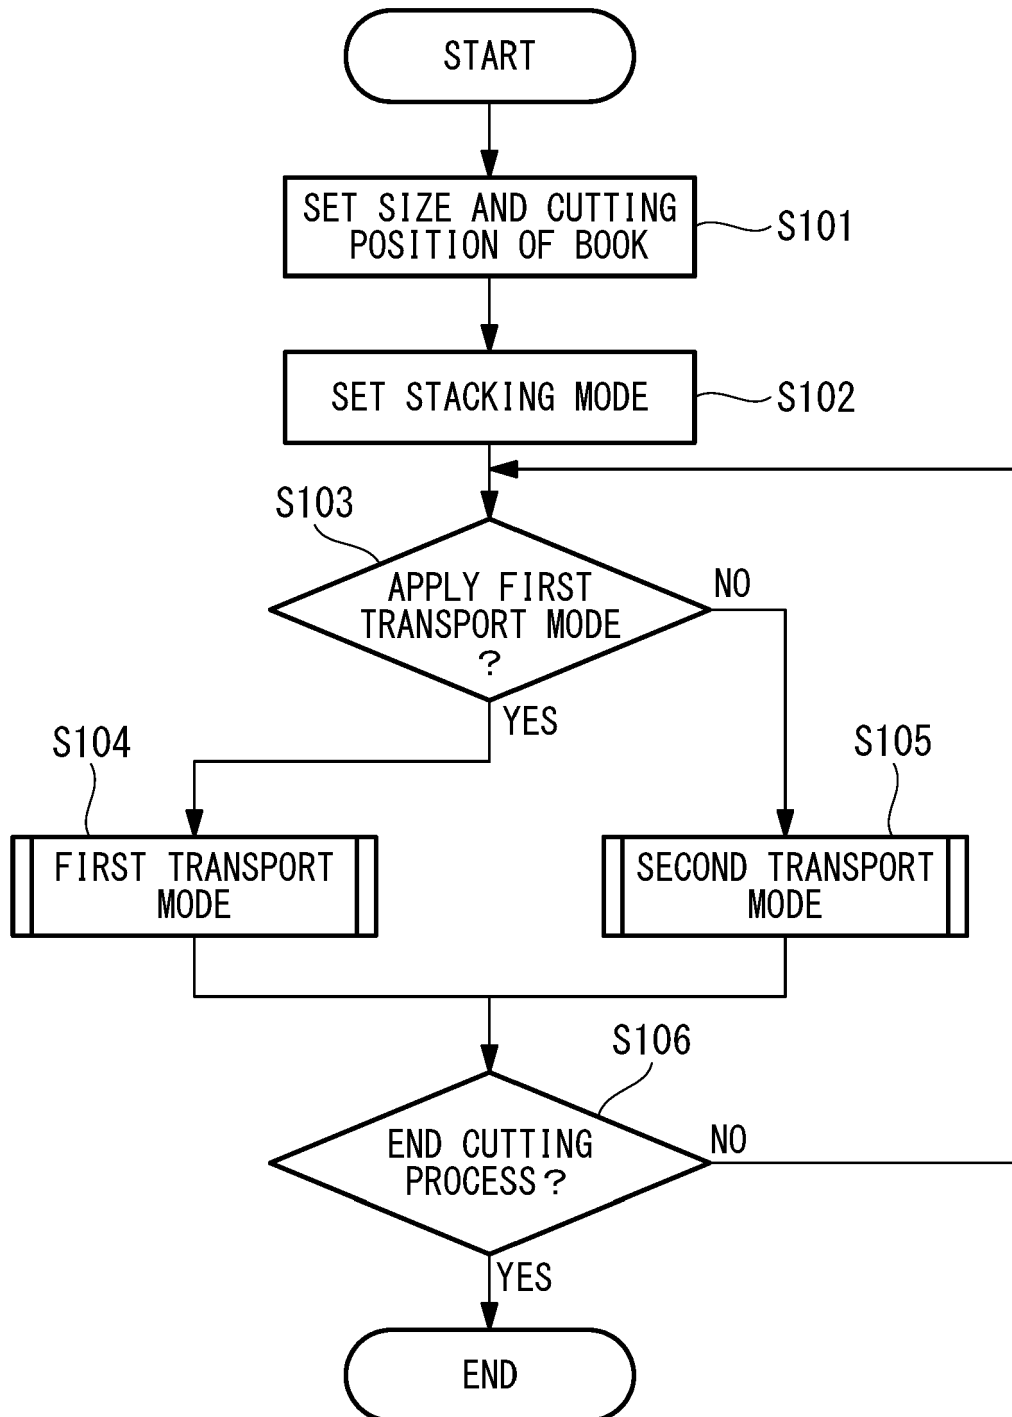 START
SET SIZE AND CUTTING
POSITION OF BOOK
S101
SET STACKING MODE
S102
S103
APPLY FIRST
TRANSPORT MODE
?
NO
YES
S104
S105
FIRST TRANSPORT
MODE
SECOND TRANSPORT
MODE
S106
END CUTTING
PROCESS?
NO
YES
END